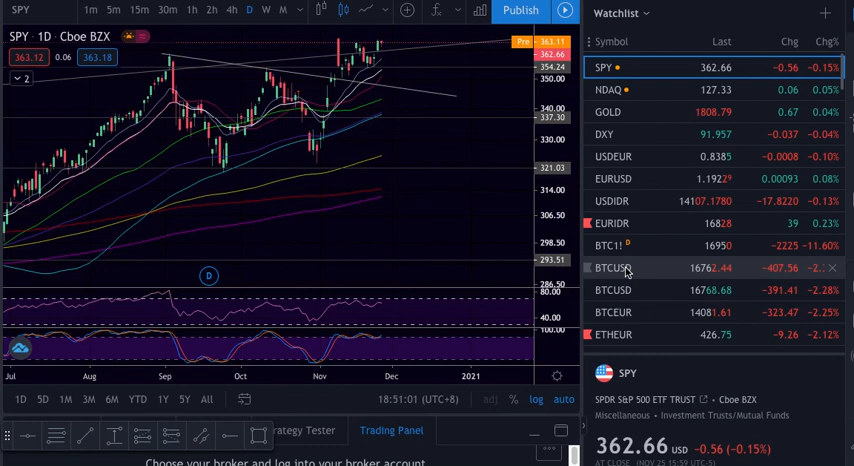 SPY 1m 5m 15m 30m 1h 2h 4h D W M Publish
SPY · 1D · Cboe BZX
363.12 0.06 363.18
2
Pre 363.11
362.66
354.24
350.00
340.00
337.30
330.00
321.03
314.00
306.50
298.50
293.51
286.50
D
80.00
40.00
100.00
Jul Aug Sep Oct Nov Dec 2021
1D 5D 1M 3M 6M YTD 1Y 5Y All 18:51:01 (UTC+8) adj % log auto
rategy Tester Trading Panel
Choose your broker and log into your broker account
Watchlist
Symbol Last Chg Chg%
SPY 362.66 −0.56 −0.15%
NDAQ 127.33 0.06 0.05%
GOLD 1808.79 0.67 0.04%
DXY 91.957 −0.037 −0.04%
USDEUR 0.8385 −0.0008 −0.10%
EURUSD 1.19229 0.00093 0.08%
USDIDR 14107.1780 −17.8220 −0.13%
EURIDR 16828 39 0.23%
BTC1! D 16950 −2225 −11.60%
BTCUSD 16762.44 −407.56 −2.:
BTCUSD 16768.68 −391.41 −2.28%
BTCEUR 14081.61 −323.47 −2.25%
ETHEUR 426.75 −9.26 −2.12%
SPY
SPDR S&P 500 ETF TRUST · Cboe BZX
Miscellaneous · Investment Trusts/Mutual Funds
362.66 USD −0.56 (−0.15%)
AT CLOSE (NOV 25 15:59 UTC-5)